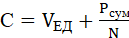 C = V_ЕД + P_сум/N